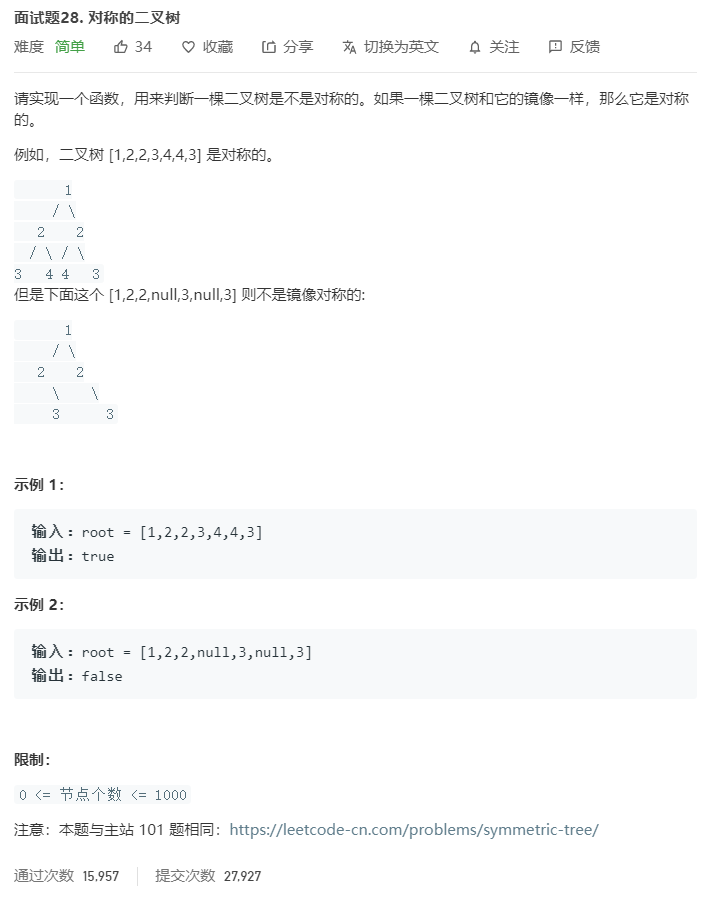 面试题28. 对称的二叉树
难度 简单 34 收藏 分享 切换为英文 关注 反馈
请实现一个函数，用来判断一棵二叉树是不是对称的。如果一棵二叉树和它的镜像一样，那么它是对称
的。
例如，二叉树 [1,2,2,3,4,4,3] 是对称的。
1
/ \
2 2
/ \ / \
3 4 4 3
但是下面这个 [1,2,2,null,3,null,3] 则不是镜像对称的:
1
/ \
2 2
\ \
3 3
示例 1：
输入：root = [1,2,2,3,4,4,3]
输出：true
示例 2：
输入：root = [1,2,2,null,3,null,3]
输出：false
限制：
0 <= 节点个数 <= 1000
注意：本题与主站 101 题相同：https://leetcode-cn.com/problems/symmetric-tree/
通过次数 15,957 提交次数 27,927